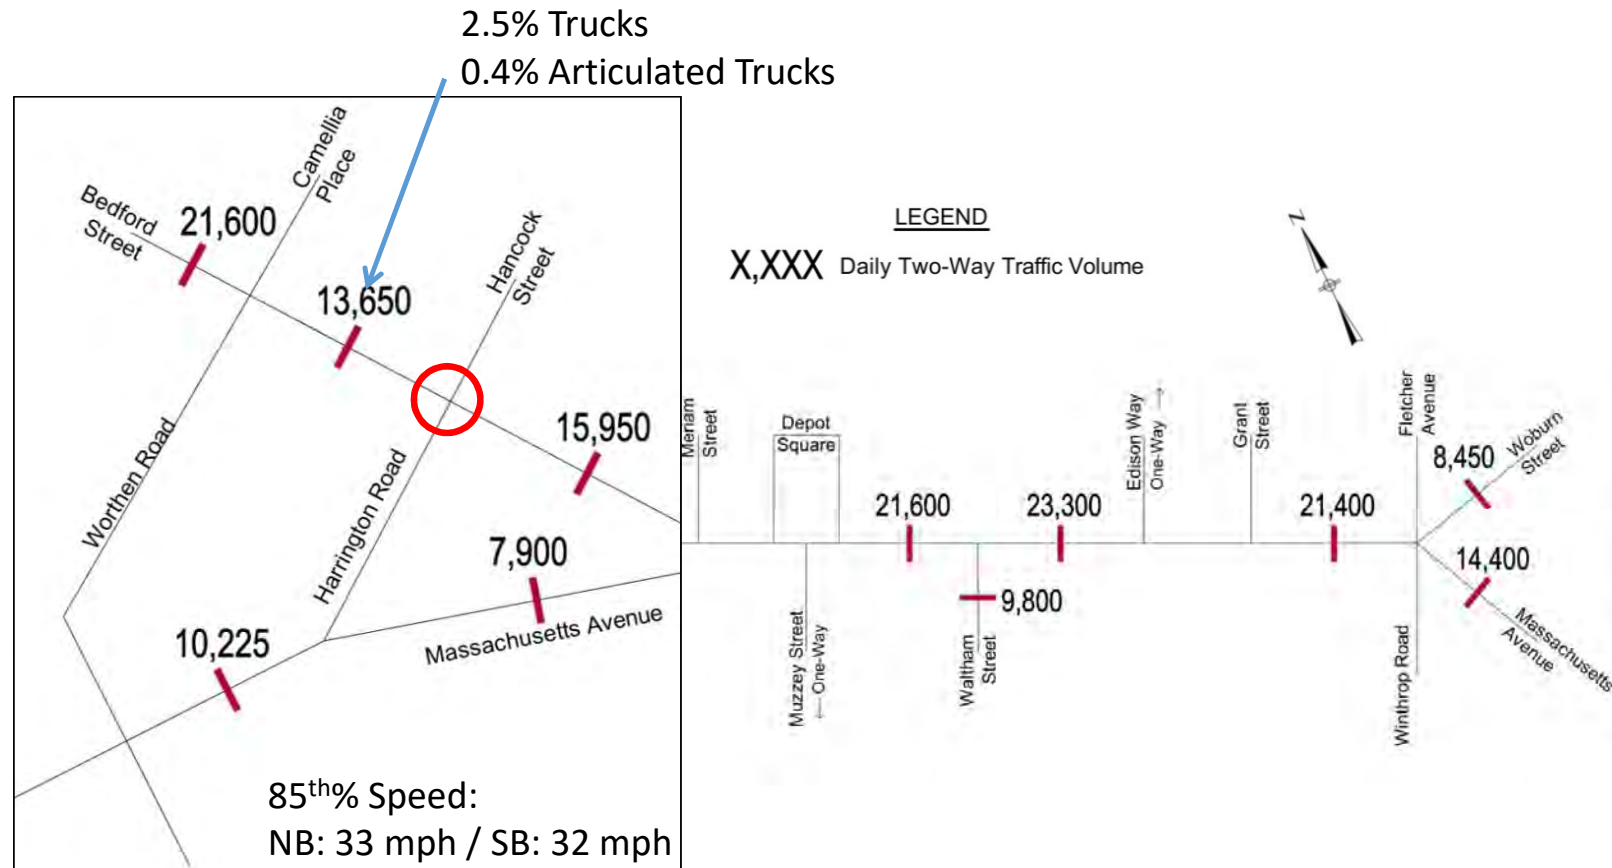 2.5% Trucks
0.4% Articulated Trucks
Camellia
Place
Bedford
Street
21,600
Hancock
Street
13,650
15,950
Worthen Road
Harrington Road
7,900
Massachusetts Avenue
10,225
85th% Speed:
NB: 33 mph / SB: 32 mph
LEGEND
X,XXX Daily Two-Way Traffic Volume
N
Meriam
Street
Depot
Square
21,600
Muzzey Street
← One-Way
Waltham
Street
9,800
23,300
Edison Way
One-Way →
Grant
Street
21,400
Fletcher
Avenue
Winthrop Road
8,450
Woburn
Street
14,400
Massachusetts
Avenue